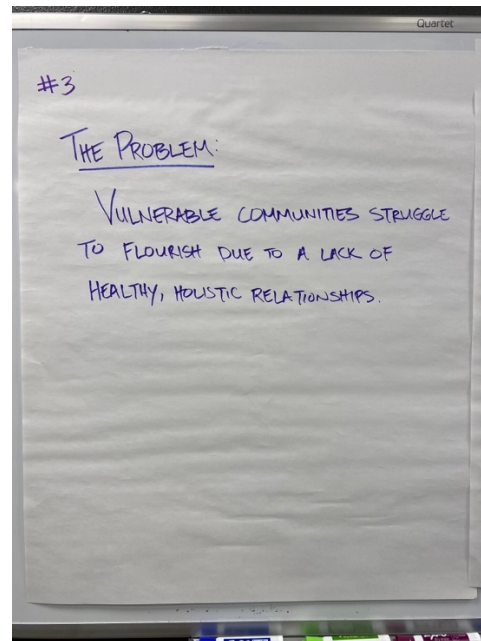 Quartet
#3
THE PROBLEM:
VULNERABLE COMMUNITIES STRUGGLE
TO FLOURISH DUE TO A LACK OF
HEALTHY, HOLISTIC RELATIONSHIPS.